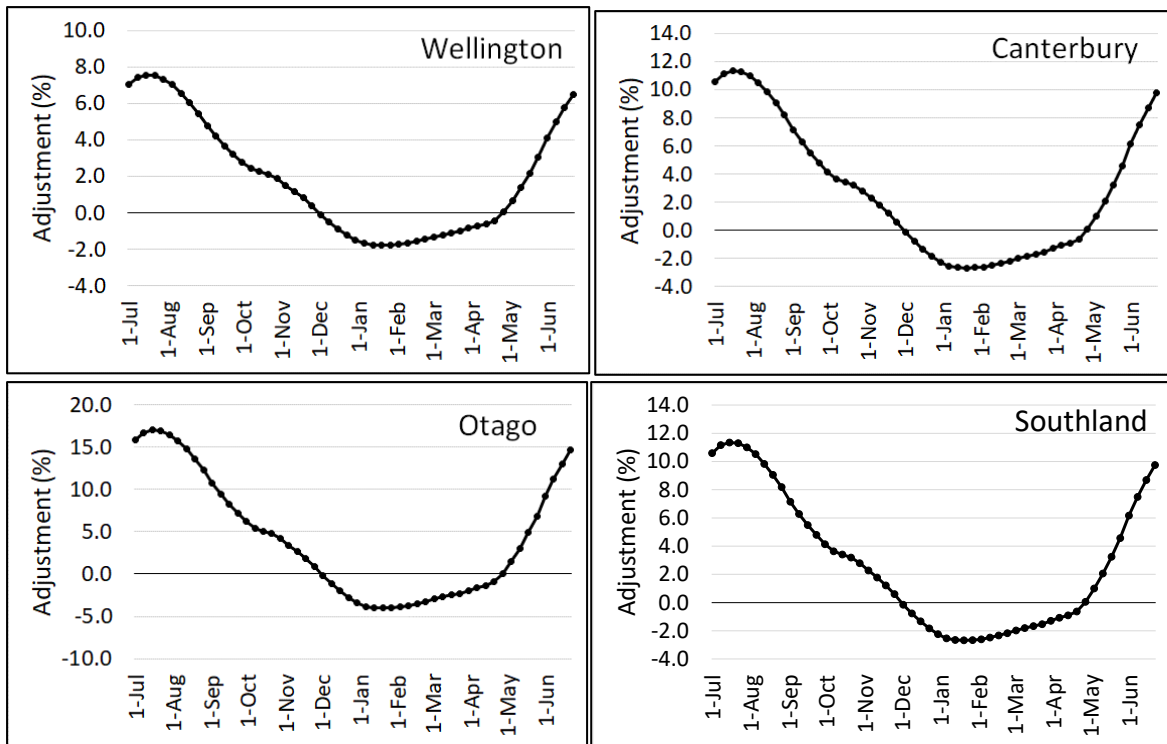 Wellington
Adjustment (%)
10.0
8.0
6.0
4.0
2.0
0.0
-2.0
-4.0
1-Jul
1-Aug
1-Sep
1-Oct
1-Nov
1-Dec
1-Jan
1-Feb
1-Mar
1-Apr
1-May
1-Jun
Canterbury
Adjustment (%)
14.0
12.0
10.0
8.0
6.0
4.0
2.0
0.0
-2.0
-4.0
1-Jul
1-Aug
1-Sep
1-Oct
1-Nov
1-Dec
1-Jan
1-Feb
1-Mar
1-Apr
1-May
1-Jun
Otago
Adjustment (%)
20.0
15.0
10.0
5.0
0.0
-5.0
-10.0
1-Jul
1-Aug
1-Sep
1-Oct
1-Nov
1-Dec
1-Jan
1-Feb
1-Mar
1-Apr
1-May
1-Jun
Southland
Adjustment (%)
14.0
12.0
10.0
8.0
6.0
4.0
2.0
0.0
-2.0
-4.0
1-Jul
1-Aug
1-Sep
1-Oct
1-Nov
1-Dec
1-Jan
1-Feb
1-Mar
1-Apr
1-May
1-Jun